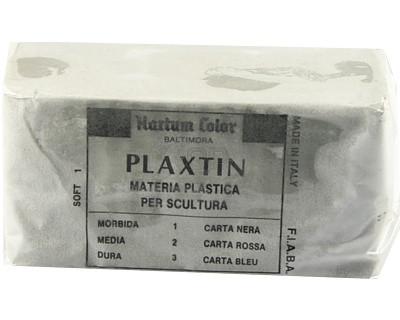 Hartum Color
BALTIMORA
PLAXTIN
MATERIA PLASTICA
PER SCULTURA
MORBIDA 1 CARTA NERA
MEDIA 2 CARTA ROSSA
DURA 3 CARTA BLEU
SOFT 1
MADE IN ITALY
F.I.A.B.A.